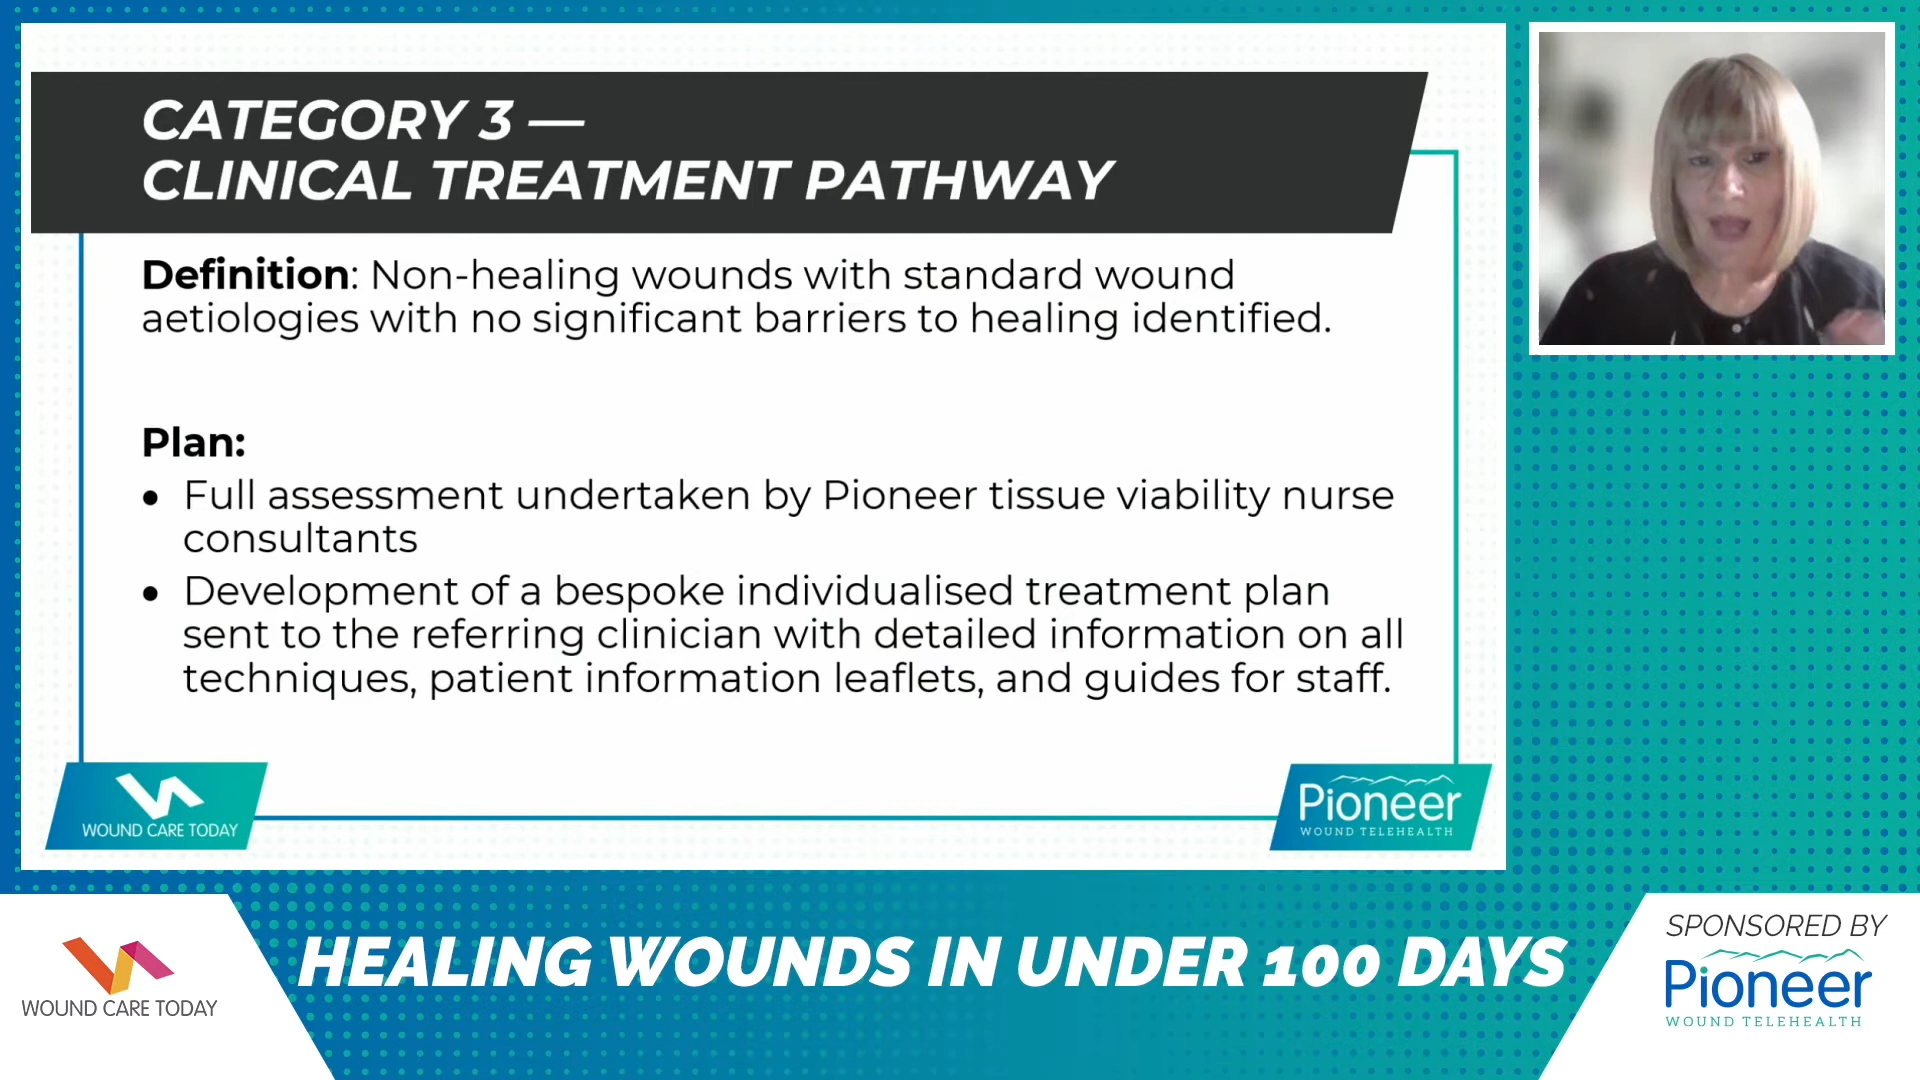 CATEGORY 3 —
CLINICAL TREATMENT PATHWAY
Definition: Non-healing wounds with standard wound
aetiologies with no significant barriers to healing identified.
Plan:
• Full assessment undertaken by Pioneer tissue viability nurse
consultants
• Development of a bespoke individualised treatment plan
sent to the referring clinician with detailed information on all
techniques, patient information leaflets, and guides for staff.
WOUND CARE TODAY
Pioneer
WOUND TELEHEALTH
WOUND CARE TODAY
HEALING WOUNDS IN UNDER 100 DAYS
SPONSORED BY
Pioneer
WOUND TELEHEALTH